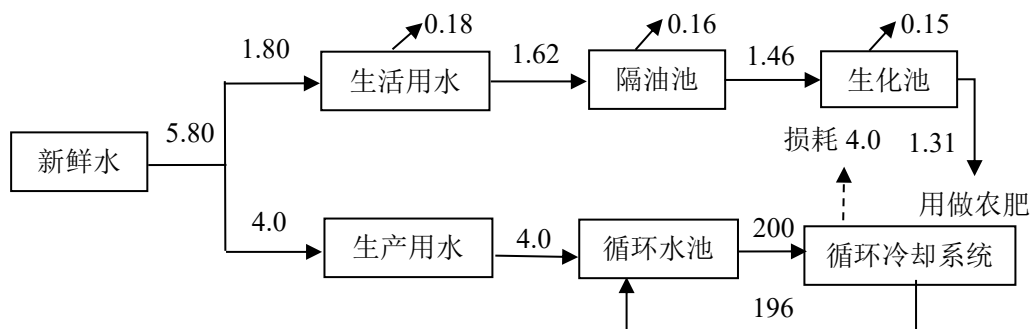 0.18
0.16
0.15
1.80
生活用水
1.62
隔油池
1.46
生化池
5.80
损耗 4.0
1.31
新鲜水
用做农肥
4.0
生产用水
4.0
循环水池
200
循环冷却系统
196